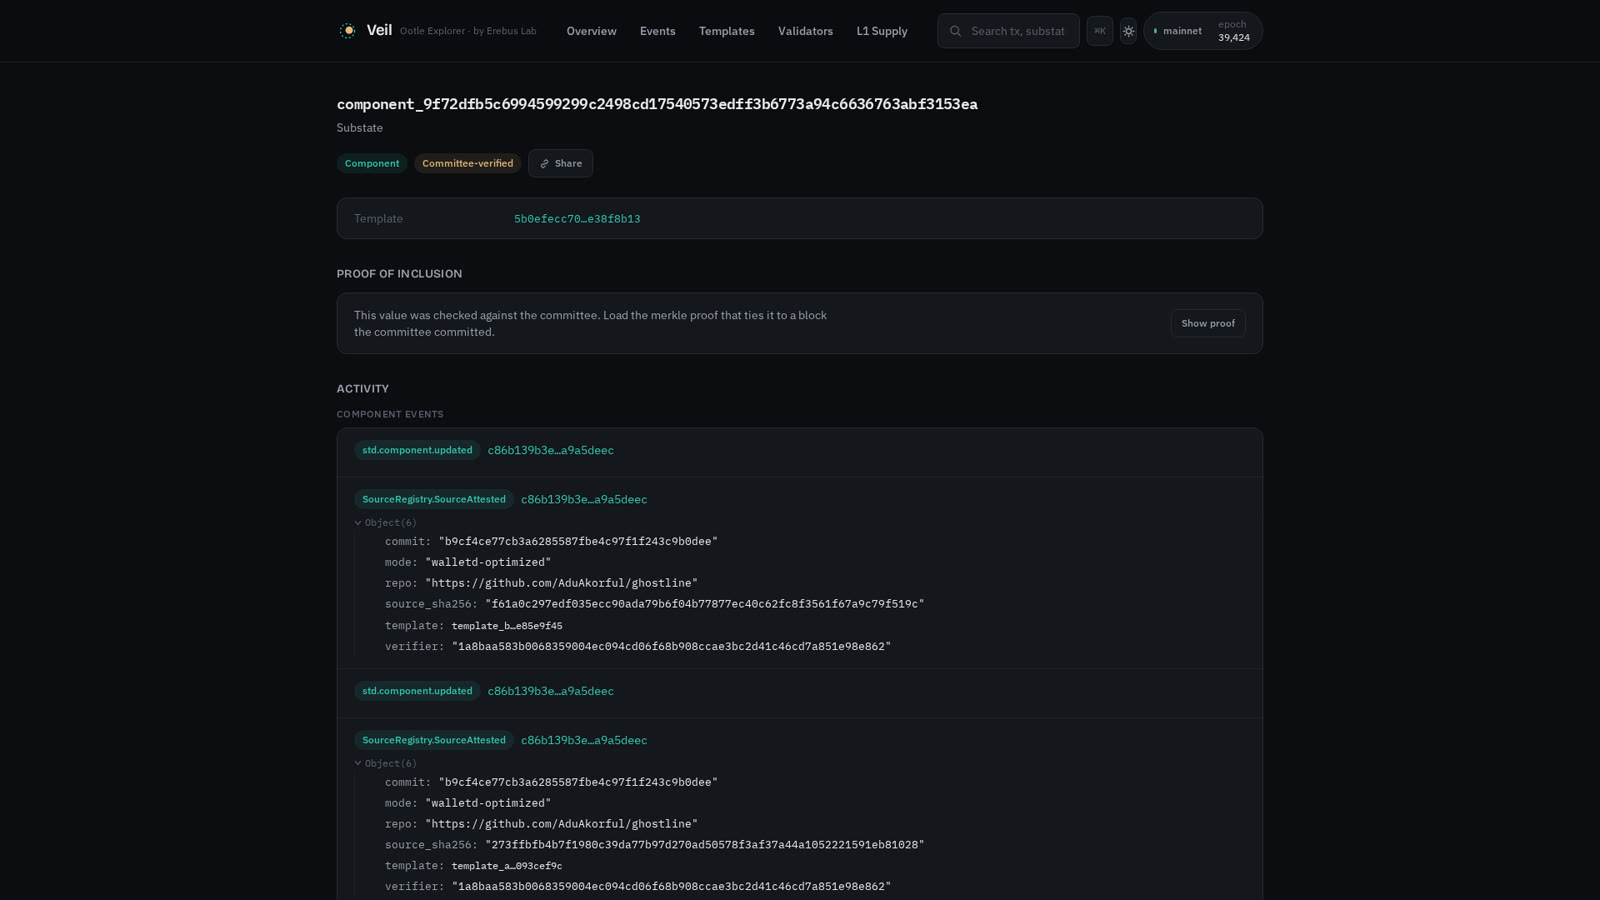 Veil
Ootle Explorer · by Erebus Lab
Overview
Events
Templates
Validators
L1 Supply
Search tx, substat
⌘K
mainnet
epoch
39,424
component_9f72dfb5c6994599299c2498cd17540573edff3b6773a94c6636763abf3153ea
Substate
Component
Committee-verified
Share
Template
5b0efecc70…e38f8b13
PROOF OF INCLUSION
This value was checked against the committee. Load the merkle proof that ties it to a block
the committee committed.
Show proof
ACTIVITY
COMPONENT EVENTS
std.component.updated c86b139b3e…a9a5deec
SourceRegistry.SourceAttested c86b139b3e…a9a5deec
Object(6)
commit: "b9cf4ce77cb3a6285587fbe4c97f1f243c9b0dee"
mode: "walletd-optimized"
repo: "https://github.com/AduAkorful/ghostline"
source_sha256: "f61a0c297edf035ecc90ada79b6f04b77877ec40c62fc8f3561f67a9c79f519c"
template: template_b…e85e9f45
verifier: "1a8baa583b0068359004ec094cd06f68b908ccae3bc2d41c46cd7a851e98e862"
std.component.updated c86b139b3e…a9a5deec
SourceRegistry.SourceAttested c86b139b3e…a9a5deec
Object(6)
commit: "b9cf4ce77cb3a6285587fbe4c97f1f243c9b0dee"
mode: "walletd-optimized"
repo: "https://github.com/AduAkorful/ghostline"
source_sha256: "273ffbfb4b7f1980c39da77b97d270ad50578f3af37a44a1052221591eb81028"
template: template_a…093cef9c
verifier: "1a8baa583b0068359004ec094cd06f68b908ccae3bc2d41c46cd7a851e98e862"